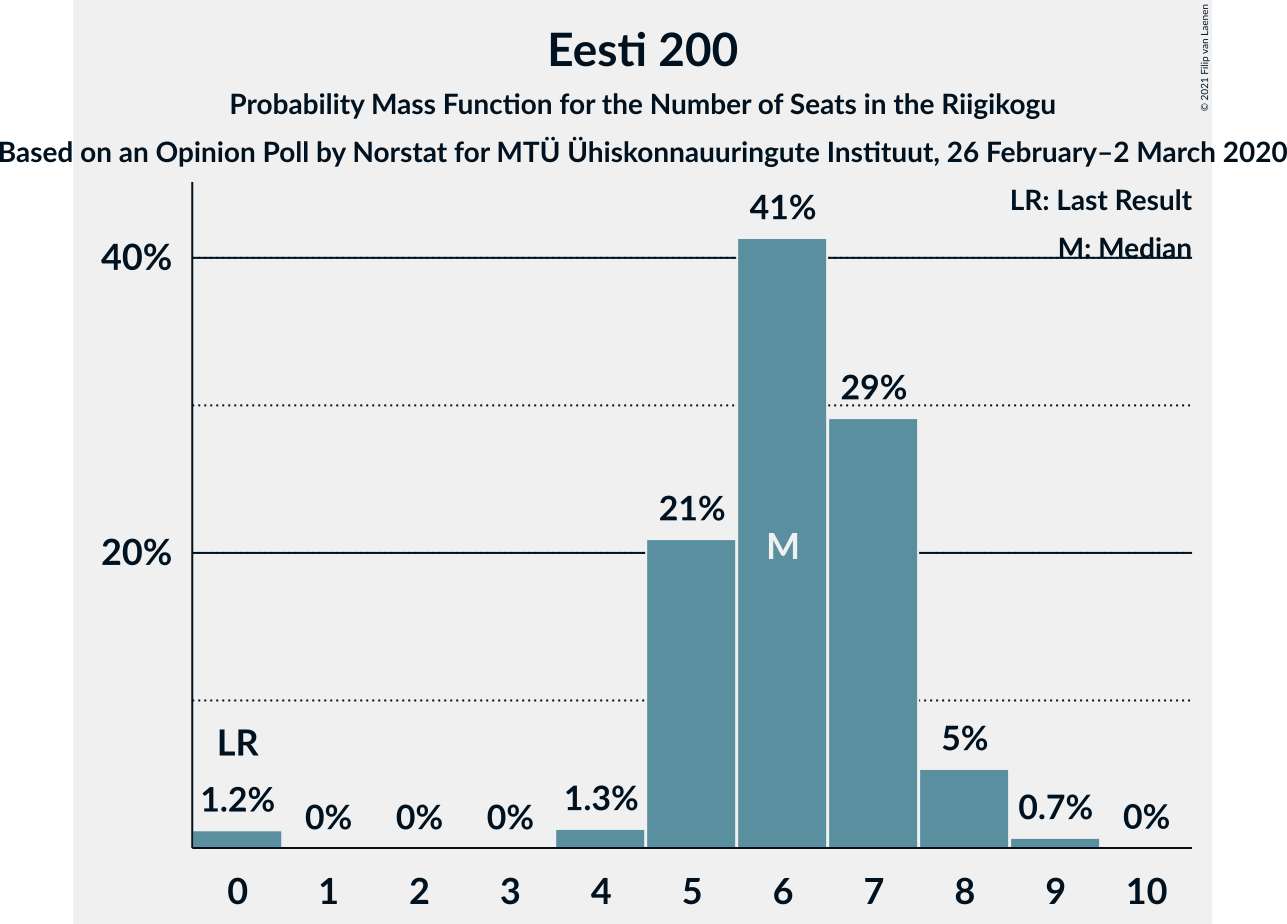 Eesti 200
Probability Mass Function for the Number of Seats in the Riigikogu
Based on an Opinion Poll by Norstat for MTÜ Ühiskonnauuringute Instituut, 26 February–2 March 2020
© 2021 Filip van Laenen
LR: Last Result
M: Median
40%
20%
41%
29%
21%
M
LR
1.2%
0%
0%
0%
1.3%
5%
0.7%
0%
0 1 2 3 4 5 6 7 8 9 10